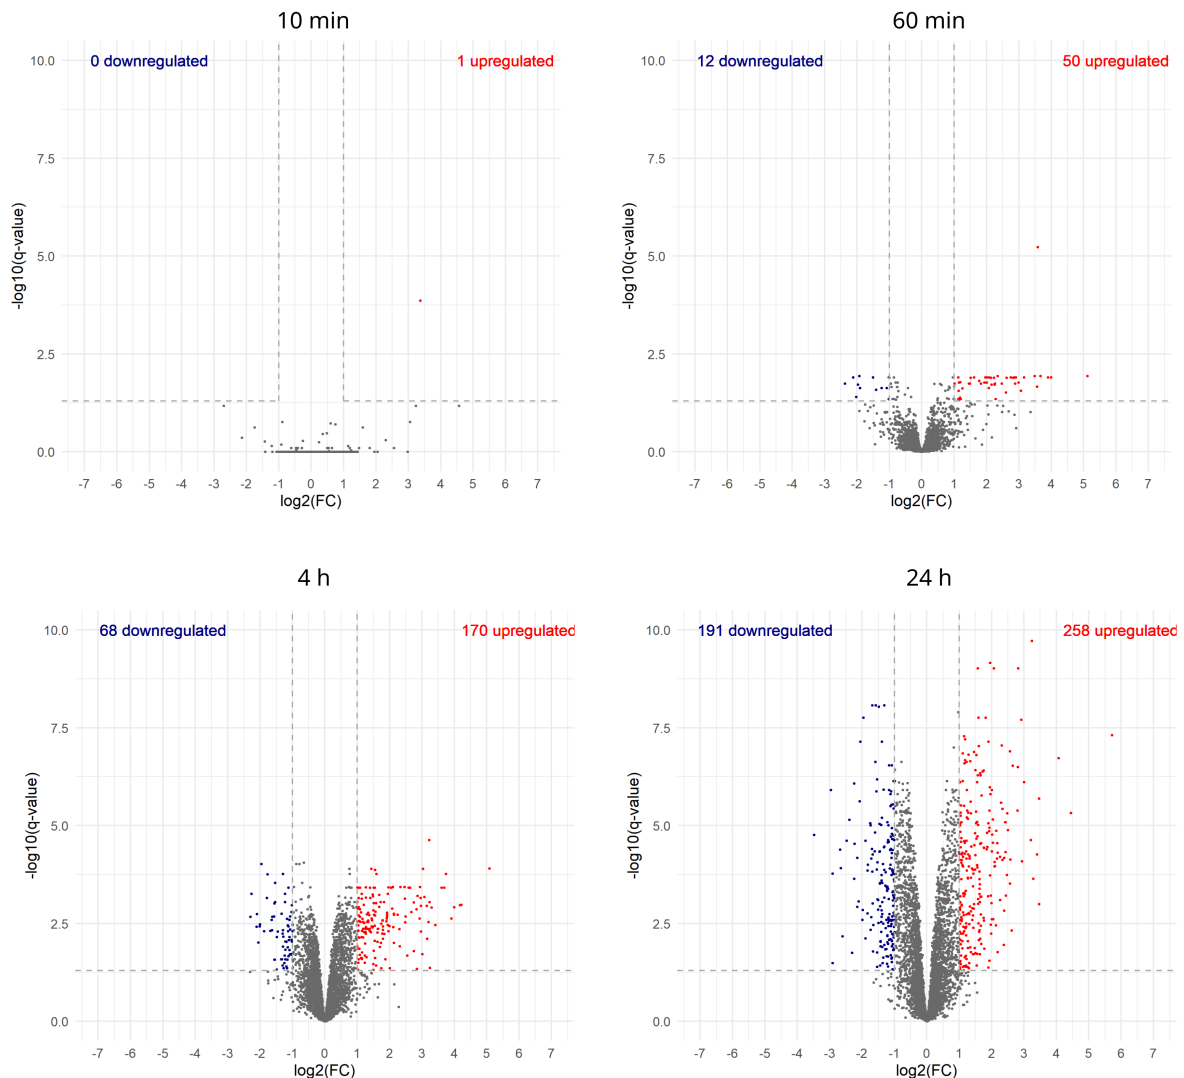 10 min
0 downregulated
1 upregulated
10.0
7.5
5.0
2.5
0.0
-log10(q-value)
-7 -6 -5 -4 -3 -2 -1 0 1 2 3 4 5 6 7
log2(FC)
60 min
12 downregulated
50 upregulated
10.0
7.5
5.0
2.5
0.0
-log10(q-value)
-7 -6 -5 -4 -3 -2 -1 0 1 2 3 4 5 6 7
log2(FC)
4 h
68 downregulated
170 upregulated
10.0
7.5
5.0
2.5
0.0
-log10(q-value)
-7 -6 -5 -4 -3 -2 -1 0 1 2 3 4 5 6 7
log2(FC)
24 h
191 downregulated
258 upregulated
10.0
7.5
5.0
2.5
0.0
-log10(q-value)
-7 -6 -5 -4 -3 -2 -1 0 1 2 3 4 5 6 7
log2(FC)